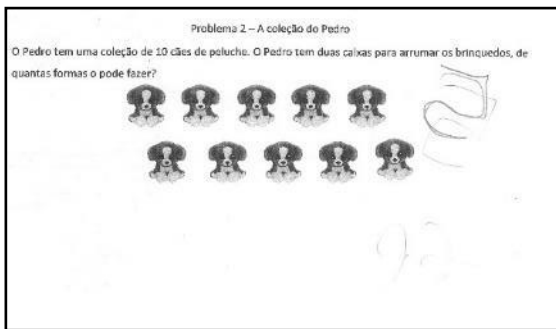 Problema 2 – A coleção do Pedro
O Pedro tem uma coleção de 10 cães de peluche. O Pedro tem duas caixas para arrumar os brinquedos, de
quantas formas o pode fazer?